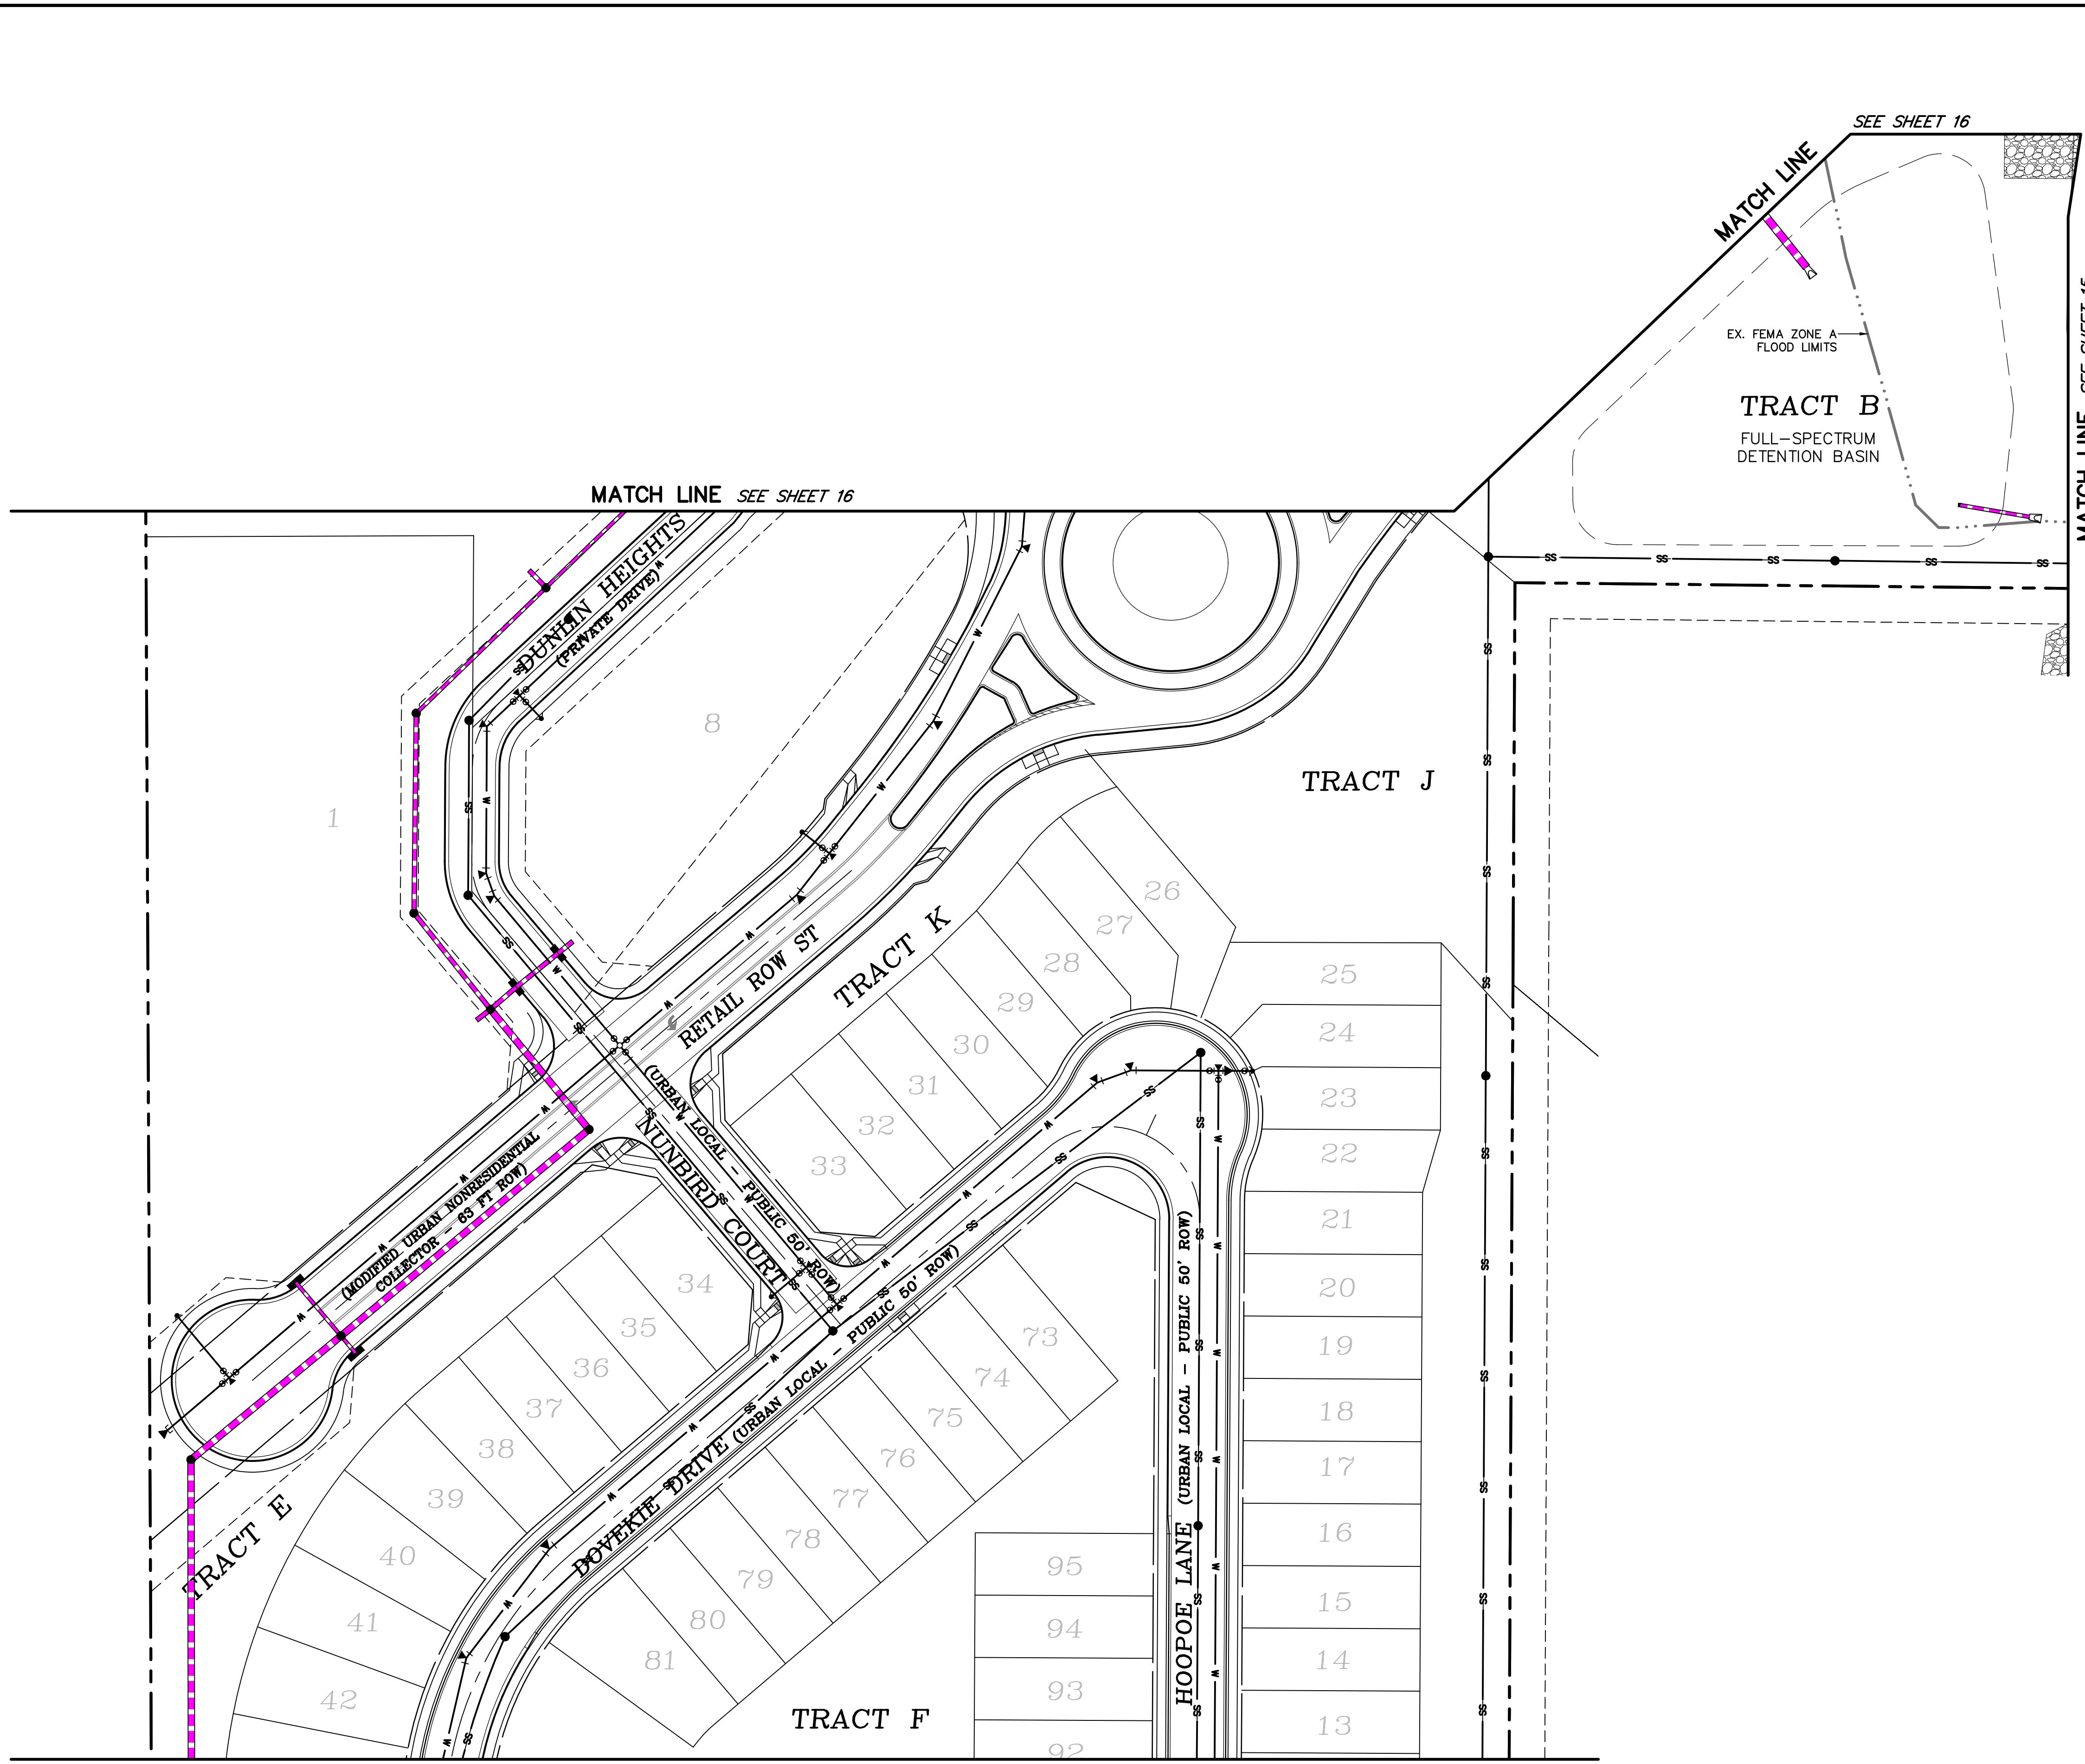 SEE SHEET 16
MATCH LINE
EX. FEMA ZONE A
FLOOD LIMITS
TRACT B
FULL-SPECTRUM
DETENTION BASIN
MATCH LINE
MATCH LINE SEE SHEET 16
DUNLIN HEIGHTS
(PRIVATE DRIVE)
8
1
TRACT J
TRACT K
RETAIL ROW ST
(MODIFIED URBAN NONRESIDENTIAL
COLLECTOR - 63 FT ROW)
(URBAN LOCAL - PUBLIC 50' ROW)
NUNBIRD COURT
26
27
28
29
30
31
32
33
25
24
23
22
21
20
19
18
17
16
15
14
13
34
35
36
37
38
39
40
41
42
73
74
75
76
77
78
79
80
81
DOVEKIE DRIVE (URBAN LOCAL - PUBLIC 50' ROW)
HOOPOE LANE (URBAN LOCAL - PUBLIC 50' ROW)
95
94
93
92
TRACT E
TRACT F